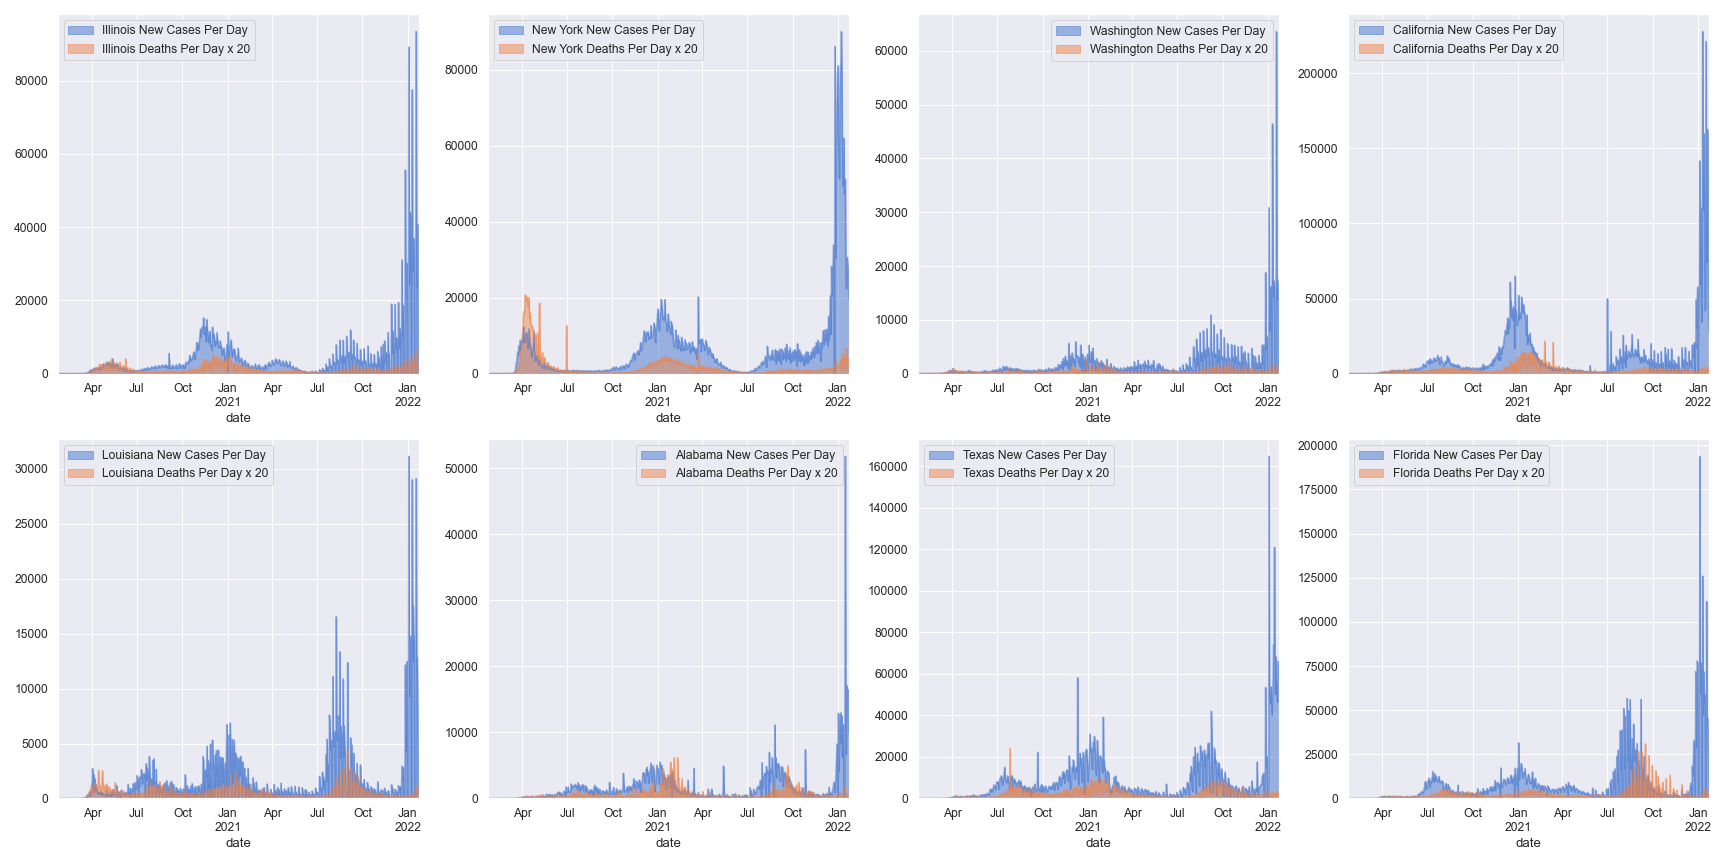 Illinois New Cases Per Day
Illinois Deaths Per Day x 20
80000
60000
40000
20000
0
Apr Jul Oct Jan Apr Jul Oct Jan
2021 2022
date
New York New Cases Per Day
New York Deaths Per Day x 20
80000
60000
40000
20000
0
Apr Jul Oct Jan Apr Jul Oct Jan
2021 2022
date
Washington New Cases Per Day
Washington Deaths Per Day x 20
60000
50000
40000
30000
20000
10000
0
Apr Jul Oct Jan Apr Jul Oct Jan
2021 2022
date
California New Cases Per Day
California Deaths Per Day x 20
200000
150000
100000
50000
0
Apr Jul Oct Jan Apr Jul Oct Jan
2021 2022
date
Louisiana New Cases Per Day
Louisiana Deaths Per Day x 20
30000
25000
20000
15000
10000
5000
0
Apr Jul Oct Jan Apr Jul Oct Jan
2021 2022
date
Alabama New Cases Per Day
Alabama Deaths Per Day x 20
50000
40000
30000
20000
10000
0
Apr Jul Oct Jan Apr Jul Oct Jan
2021 2022
date
Texas New Cases Per Day
Texas Deaths Per Day x 20
160000
140000
120000
100000
80000
60000
40000
20000
0
Apr Jul Oct Jan Apr Jul Oct Jan
2021 2022
date
Florida New Cases Per Day
Florida Deaths Per Day x 20
200000
175000
150000
125000
100000
75000
50000
25000
0
Apr Jul Oct Jan Apr Jul Oct Jan
2021 2022
date